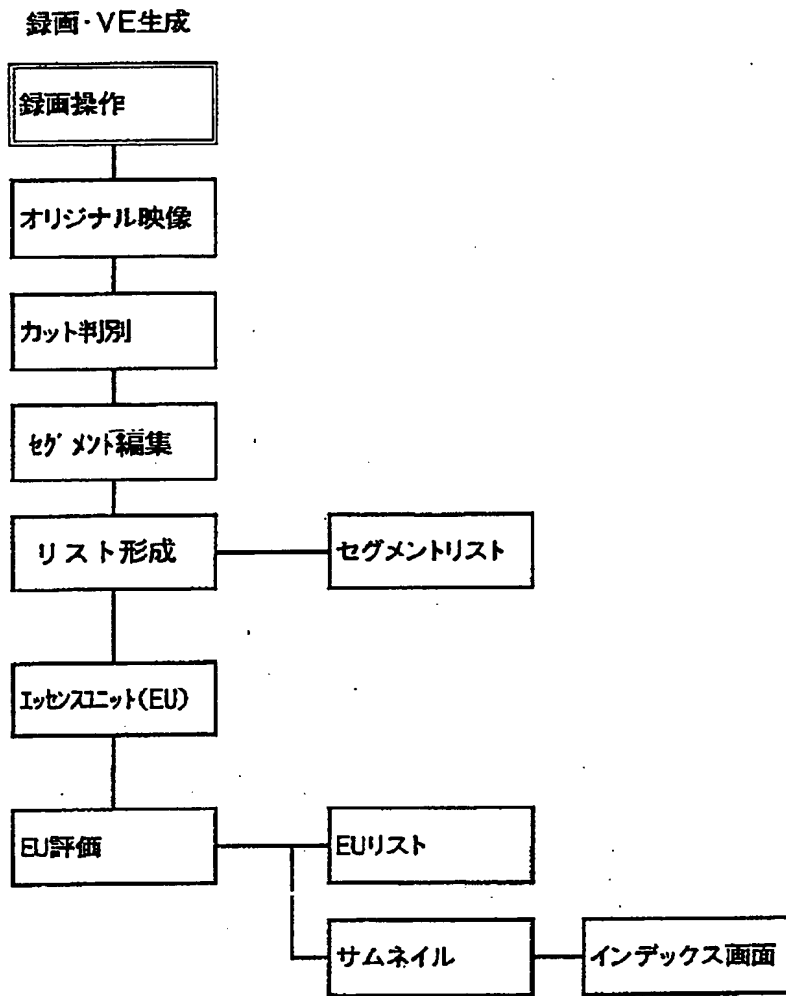 録画・VE生成
録画操作
オリジナル映像
カット判別
セグメント編集
リスト形成
セグメントリスト
エッセンスユニット(EU)
EU評価
EUリスト
サムネイル
インデックス画面